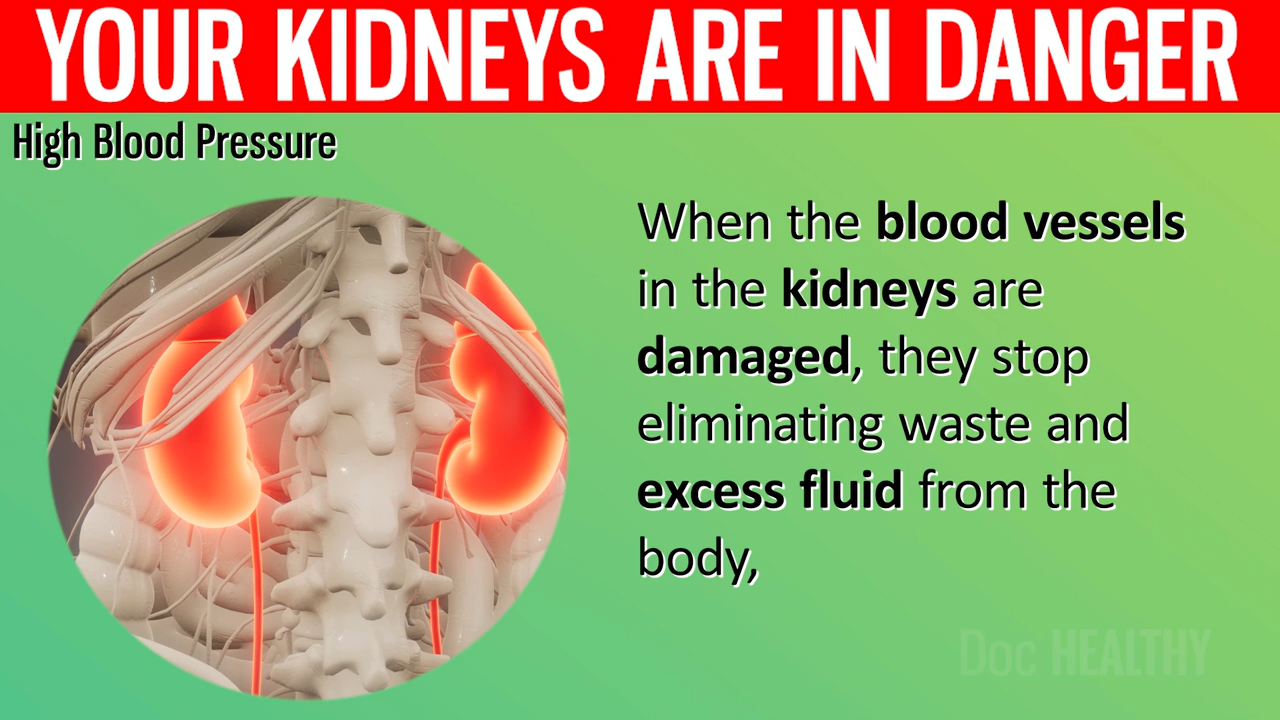 YOUR KIDNEYS ARE IN DANGER
High Blood Pressure
When the blood vessels
in the kidneys are
damaged, they stop
eliminating waste and
excess fluid from the
body,
Doc HEALTHY